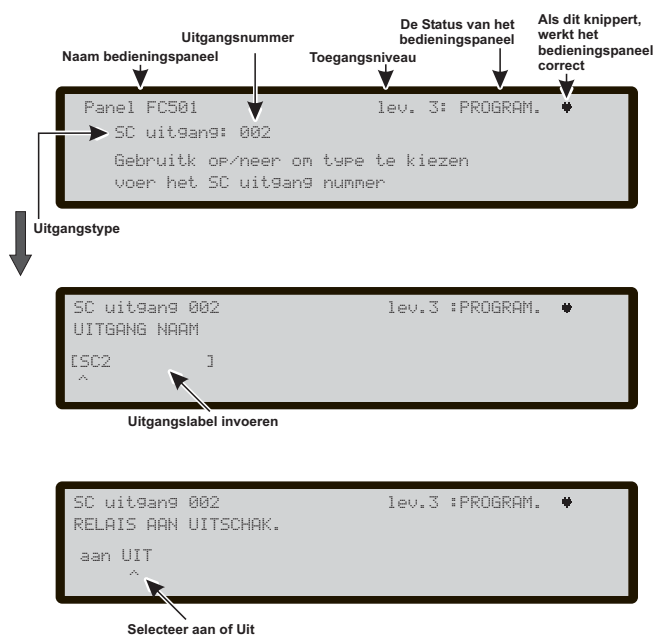 Naam bedieningspaneel
Uitgangsnummer
Toegangsniveau
De Status van het
bedieningspaneel
Als dit knippert,
werkt het
bedieningspaneel
correct
Panel FC501 lev. 3: PROGRAM.
SC uitgang: 002
Gebruitk op/neer om type te kiezen
voer het SC uitgang nummer
Uitgangstype
SC uitgang 002 lev.3 :PROGRAM.
UITGANG NAAM
[SC2 ]
^
Uitgangslabel invoeren
SC uitgang 002 lev.3 :PROGRAM.
RELAIS AAN UITSCHAK.
aan UIT
^
Selecteer aan of Uit